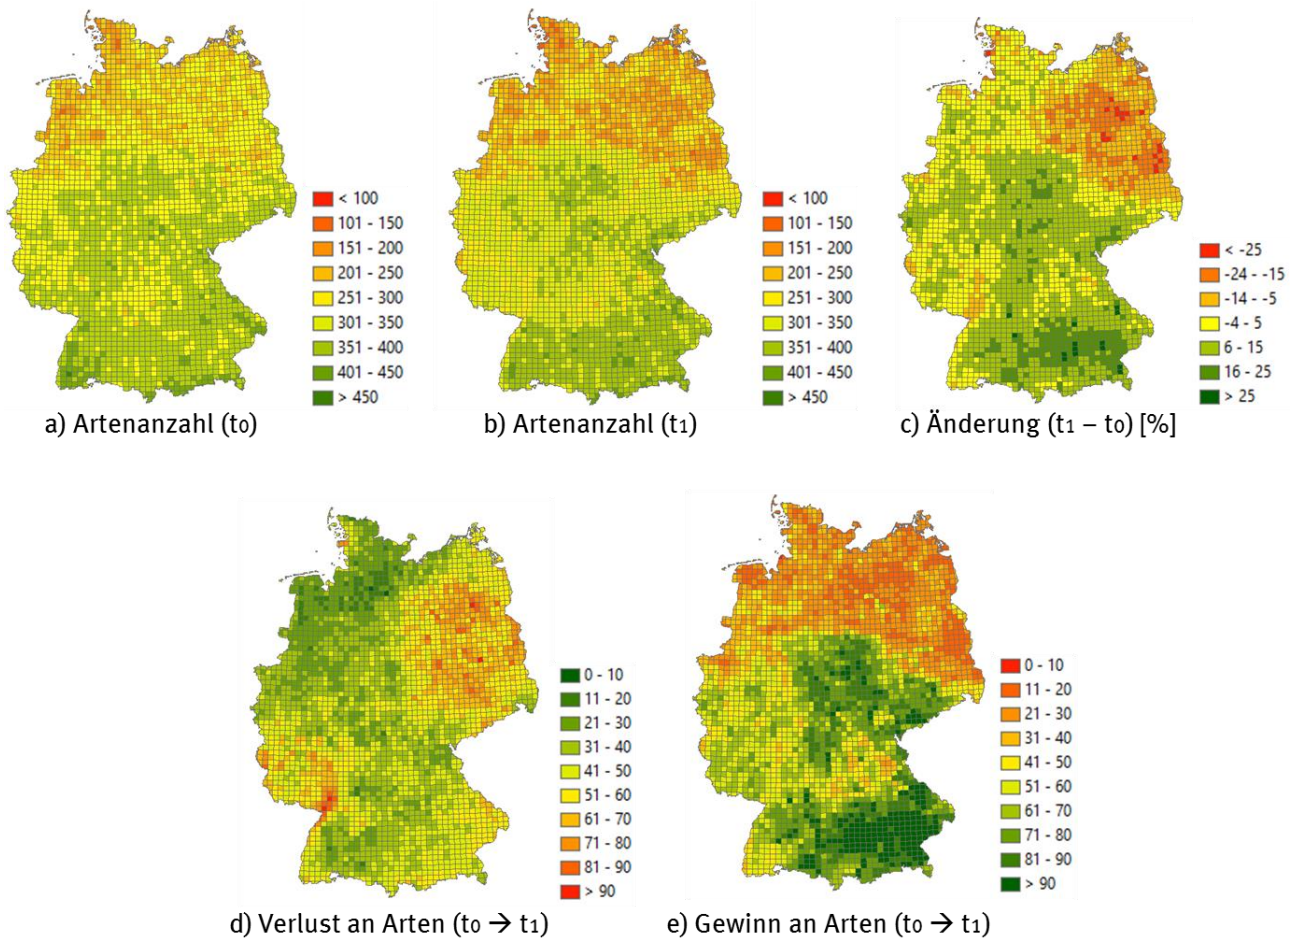 < 100
101 - 150
151 - 200
201 - 250
251 - 300
301 - 350
351 - 400
401 - 450
> 450
a) Artenanzahl (t0)
< 100
101 - 150
151 - 200
201 - 250
251 - 300
301 - 350
351 - 400
401 - 450
> 450
b) Artenanzahl (t1)
< -25
-24 - -15
-14 - -5
-4 - 5
6 - 15
16 - 25
> 25
c) Änderung (t1 – t0) [%]
0 - 10
11 - 20
21 - 30
31 - 40
41 - 50
51 - 60
61 - 70
71 - 80
81 - 90
> 90
d) Verlust an Arten (t0 → t1)
0 - 10
11 - 20
21 - 30
31 - 40
41 - 50
51 - 60
61 - 70
71 - 80
81 - 90
> 90
e) Gewinn an Arten (t0 → t1)